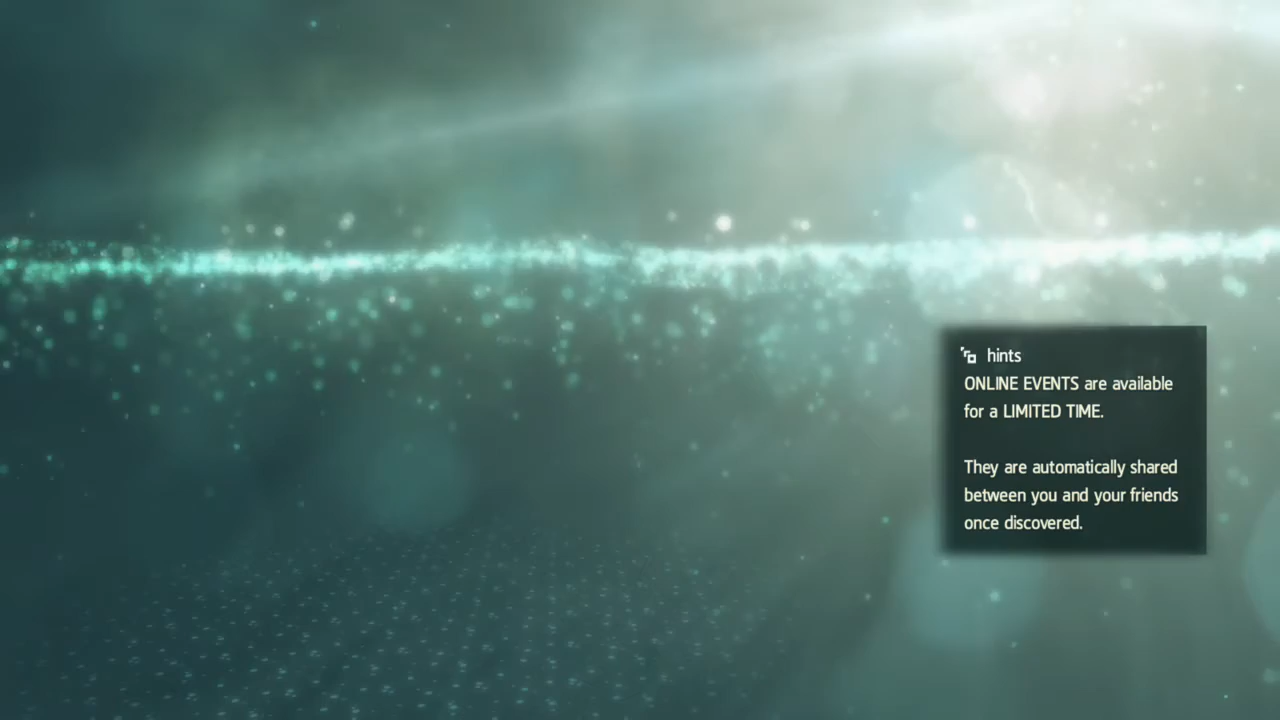 hints
ONLINE EVENTS are available
for a LIMITED TIME.
They are automatically shared
between you and your friends
once discovered.